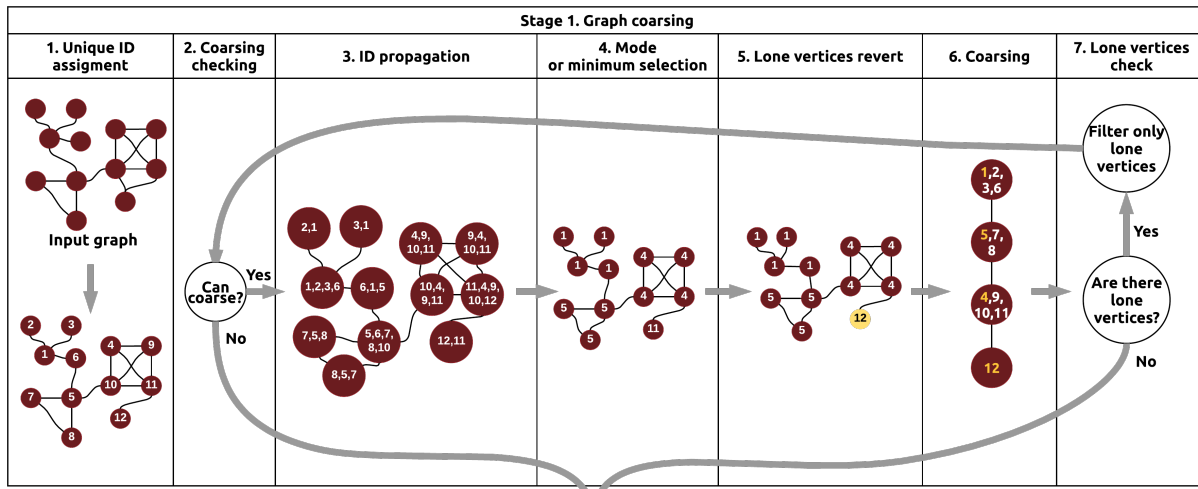 Stage 1. Graph coarsing
1. Unique ID
assigment
2. Coarsing
checking
3. ID propagation
4. Mode
or minimum selection
5. Lone vertices revert
6. Coarsing
7. Lone vertices
check
Input graph
2
3
1
6
4
9
7
5
10
11
12
8
Can
coarse?
Yes
No
2,1
3,1
1,2,3,6
6,1,5
4,9,
10,11
9,4,
10,11
10,4,
9,11
11,4,9,
10,12
7,5,8
5,6,7,
8,10
12,11
8,5,7
1
1
1
1
4
4
5
5
4
4
11
5
1
1
1
1
4
4
5
5
4
4
12
5
1,2,
3,6
5,7,
8
4,9,
10,11
12
Filter only
lone
vertices
Yes
Are there
lone
vertices?
No